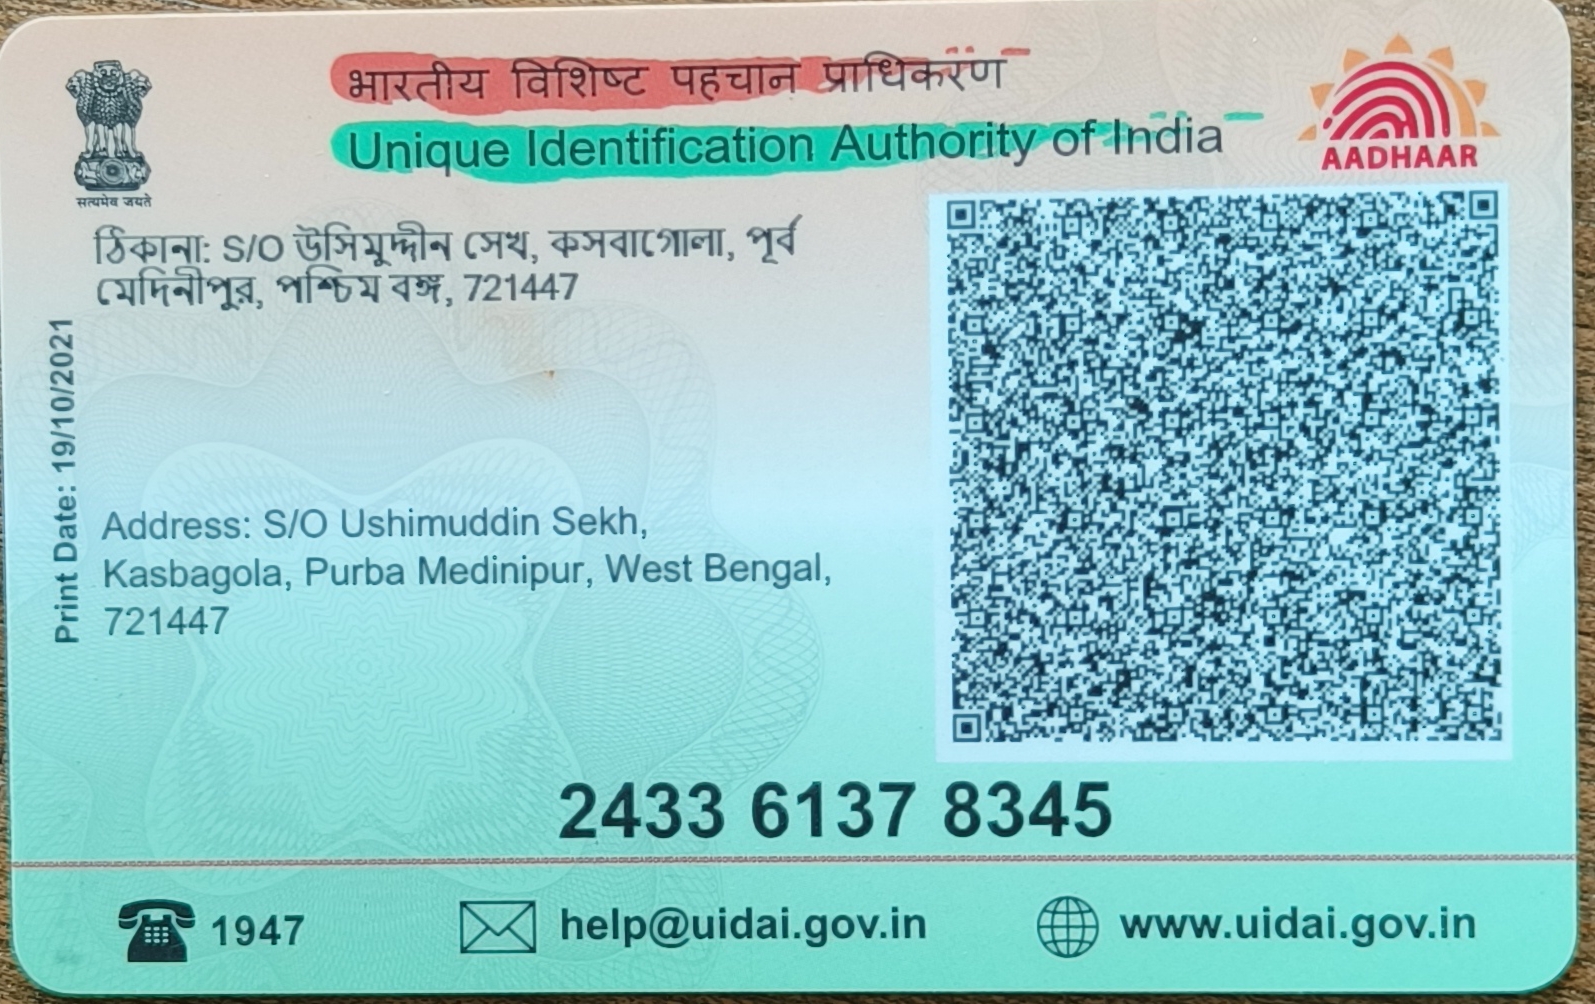 भारतीय विशिष्ट पहचान प्राधिकरण
Unique Identification Authority of India
AADHAAR
सत्यमेव जयते
ঠিকানা: S/O উসিমুদ্দীন সেখ, কসবাগোলা, পূর্ব
মেদিনীপুর, পশ্চিম বঙ্গ, 721447
Print Date: 19/10/2021
Address: S/O Ushimuddin Sekh,
Kasbagola, Purba Medinipur, West Bengal,
721447
2433 6137 8345
1947
help@uidai.gov.in
www.uidai.gov.in